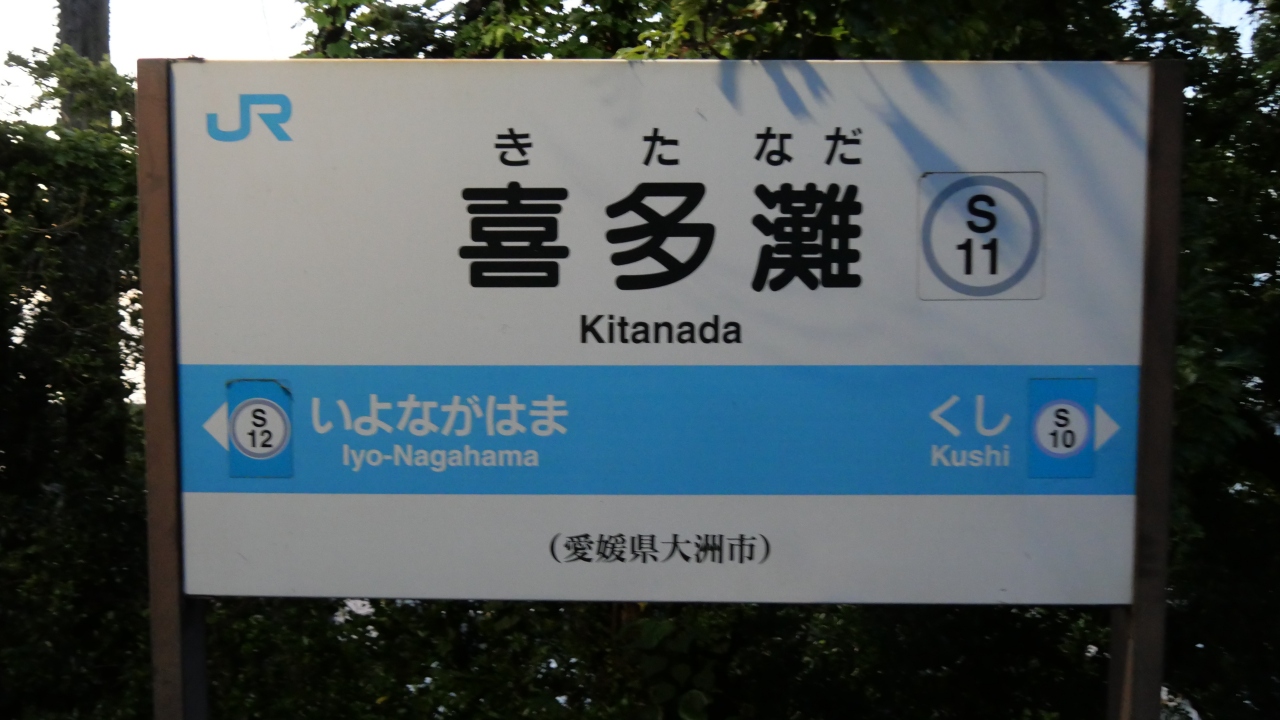 JR
き た な だ
喜多灘
S
11
Kitanada
S
12
いよながはま
Iyo-Nagahama
くし
Kushi
S
10
(愛媛県大洲市)